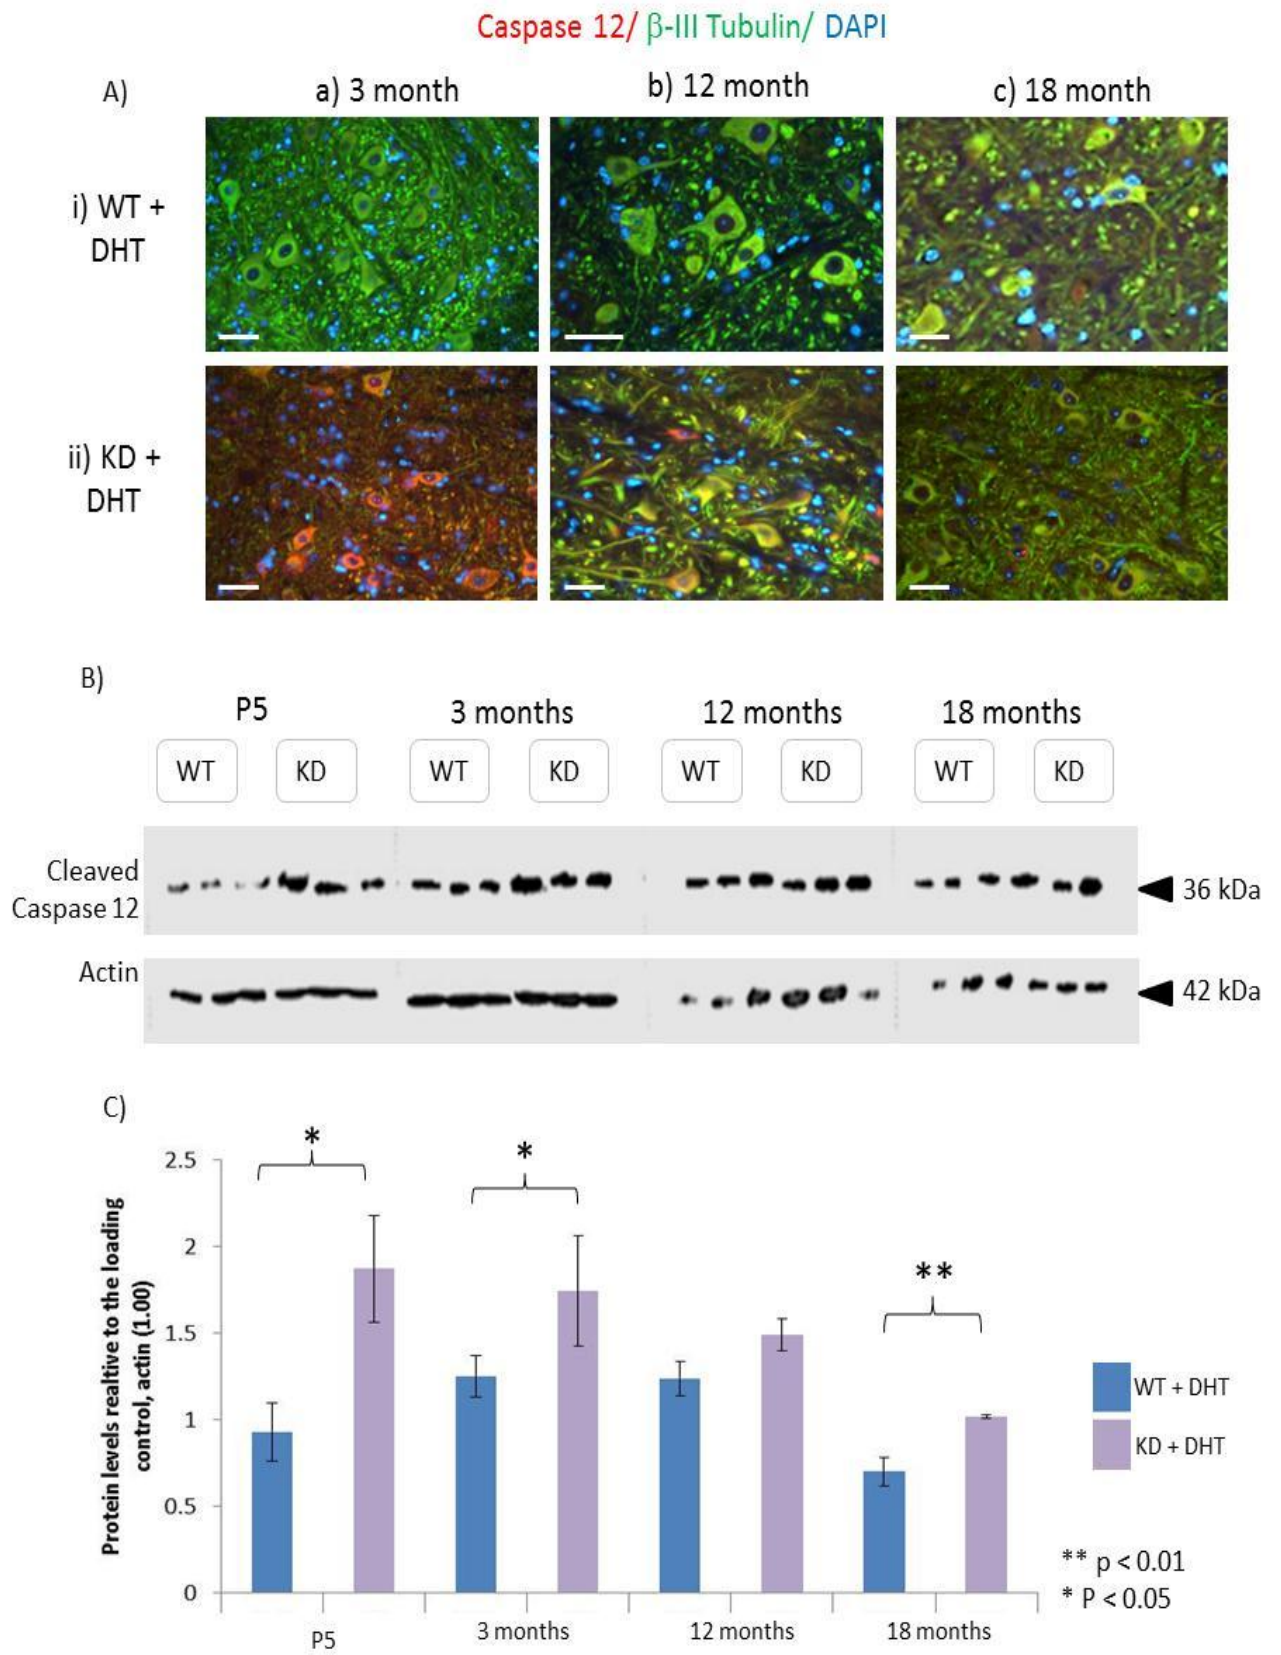 Caspase 12/ β-III Tubulin/ DAPI
A)
a) 3 month
b) 12 month
c) 18 month
i) WT +
DHT
ii) KD +
DHT
B)
P5
3 months
12 months
18 months
WT
KD
WT
KD
WT
KD
WT
KD
Cleaved
Caspase 12
36 kDa
Actin
42 kDa
C)
Protein levels realtive to the loading
control, actin (1.00)
2.5
2
1.5
1
0.5
0
*
*
**
P5
3 months
12 months
18 months
WT + DHT
KD + DHT
** p < 0.01
* P < 0.05